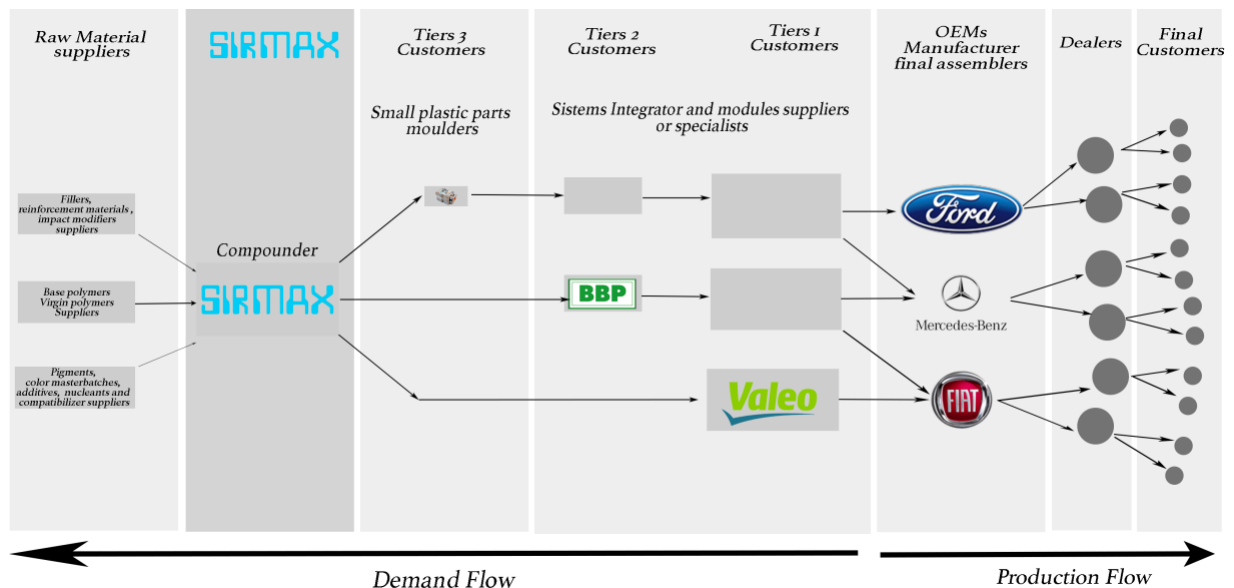 Raw Material
suppliers
SIRMAX
Tiers 3
Customers
Tiers 2
Customers
Tiers 1
Customers
OEMs
Manufacturer
final assemblers
Dealers
Final
Customers
Small plastic parts
moulders
Sistems Integrator and modules suppliers
or specialists
Fillers,
reinforcement materials ,
impact modifiers
suppliers
Compounder
SIRMAX
Base polymers
Virgin polymers
Suppliers
Pigments,
color masterbatches,
additives, nucleants and
compatibilizer suppliers
BBP
Valeo
Ford
Mercedes-Benz
FIAT
Demand Flow
Production Flow